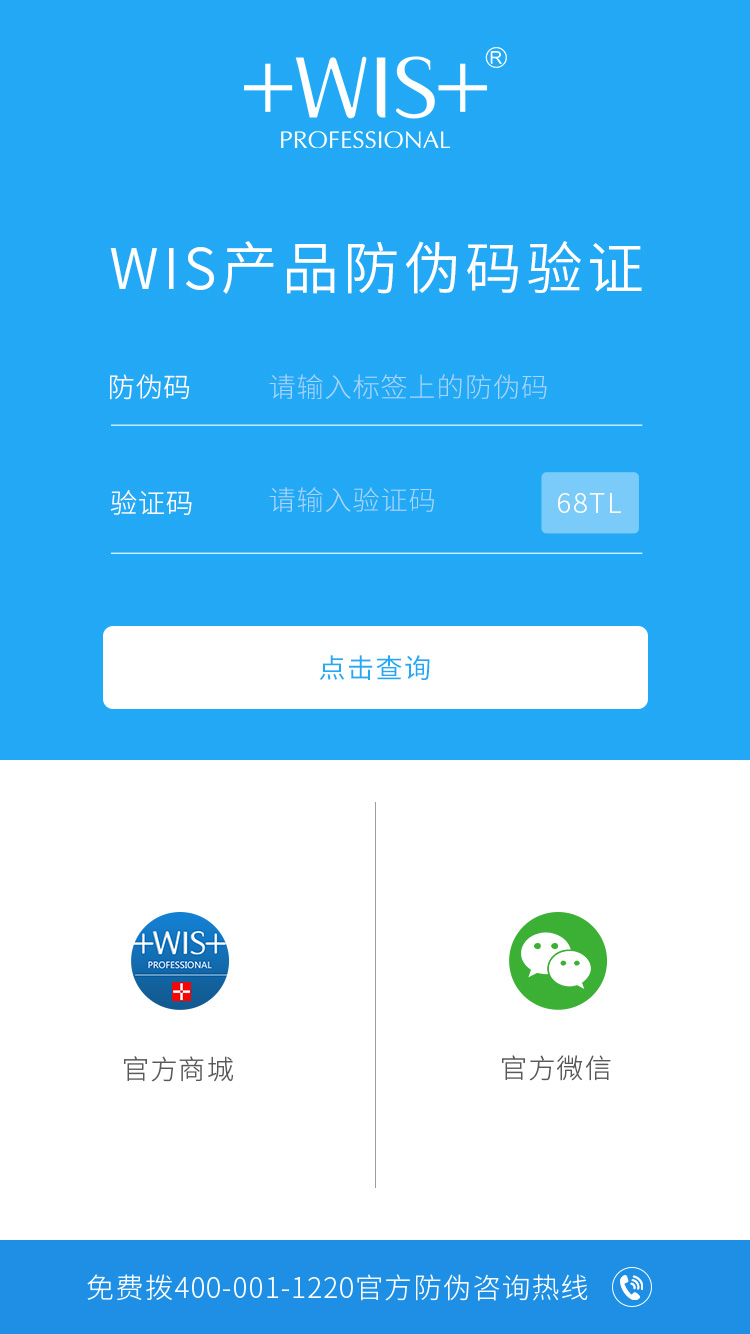 +WIS+®
PROFESSIONAL
WIS产品防伪码验证
防伪码 请输入标签上的防伪码
验证码 请输入验证码 68TL
点击查询
+WIS+
PROFESSIONAL
官方商城
官方微信
免费拨400-001-1220官方防伪咨询热线